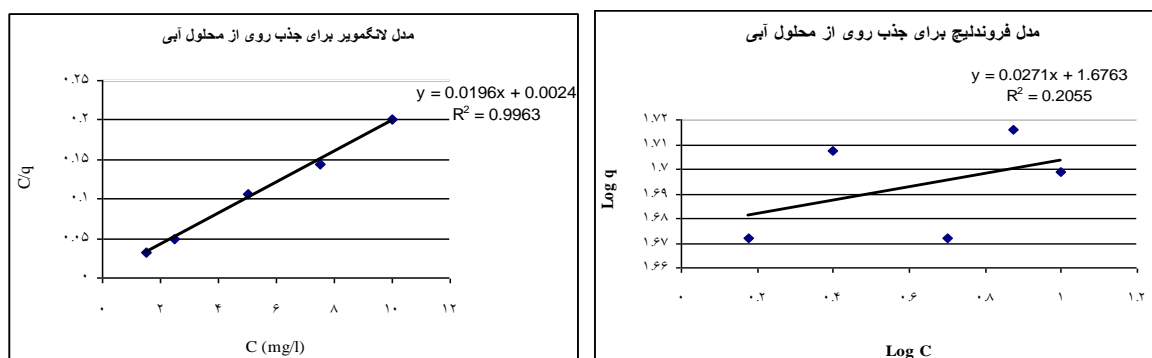 مدل لانگمویر برای جذب روی از محلول آبی
۰.۲۵
۰.۲
۰.۱۵
۰.۱
۰.۰۵
۰
C/q
y = 0.0196x + 0.0024
R² = 0.9963
۰ ۲ ۴ ۶ ۸ ۱۰ ۱۲
C (mg/l)
مدل فروندلیچ برای جذب روی از محلول آبی
y = 0.0271x + 1.6763
R² = 0.2055
۱.۷۲
۱.۷۱
۱.۷
۱.۶۹
۱.۶۸
۱.۶۷
۱.۶۶
Log q
۰ ۰.۲ ۰.۴ ۰.۶ ۰.۸ ۱ ۱.۲
Log C